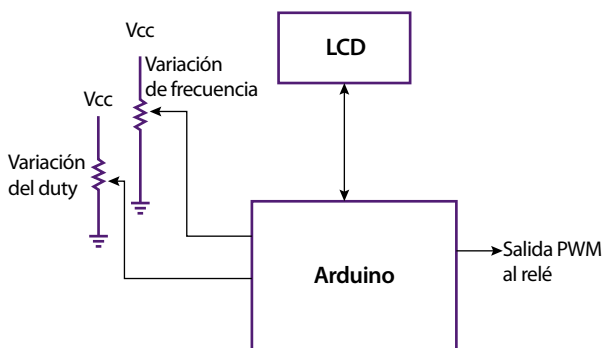 Vcc
Variación
de frecuencia
LCD
Vcc
Variación
del duty
Arduino
Salida PWM
al relé